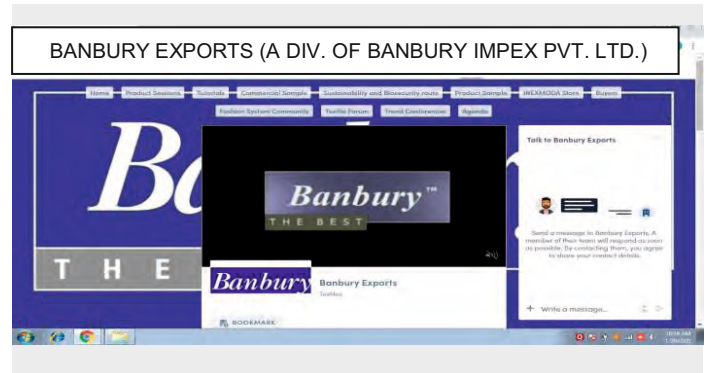 BANBURY EXPORTS (A DIV. OF BANBURY IMPEX PVT. LTD.)
Home Product Sessions Tutorials Commercial Sample Sustainability and Biosecurity route Product Sample INEXMODA Store Buyers
Fashion System Community Textile Forum Trend Conferences Agenda
Talk to Banbury Exports
B
Banbury™
THE BEST
THE
Send a message to Banbury Exports. A
member of their team will respond as soon
as possible. By contacting them, you agree
to share your contact details.
Banbury
Banbury Exports
Textiles
BOOKMARK
+ Write a message...